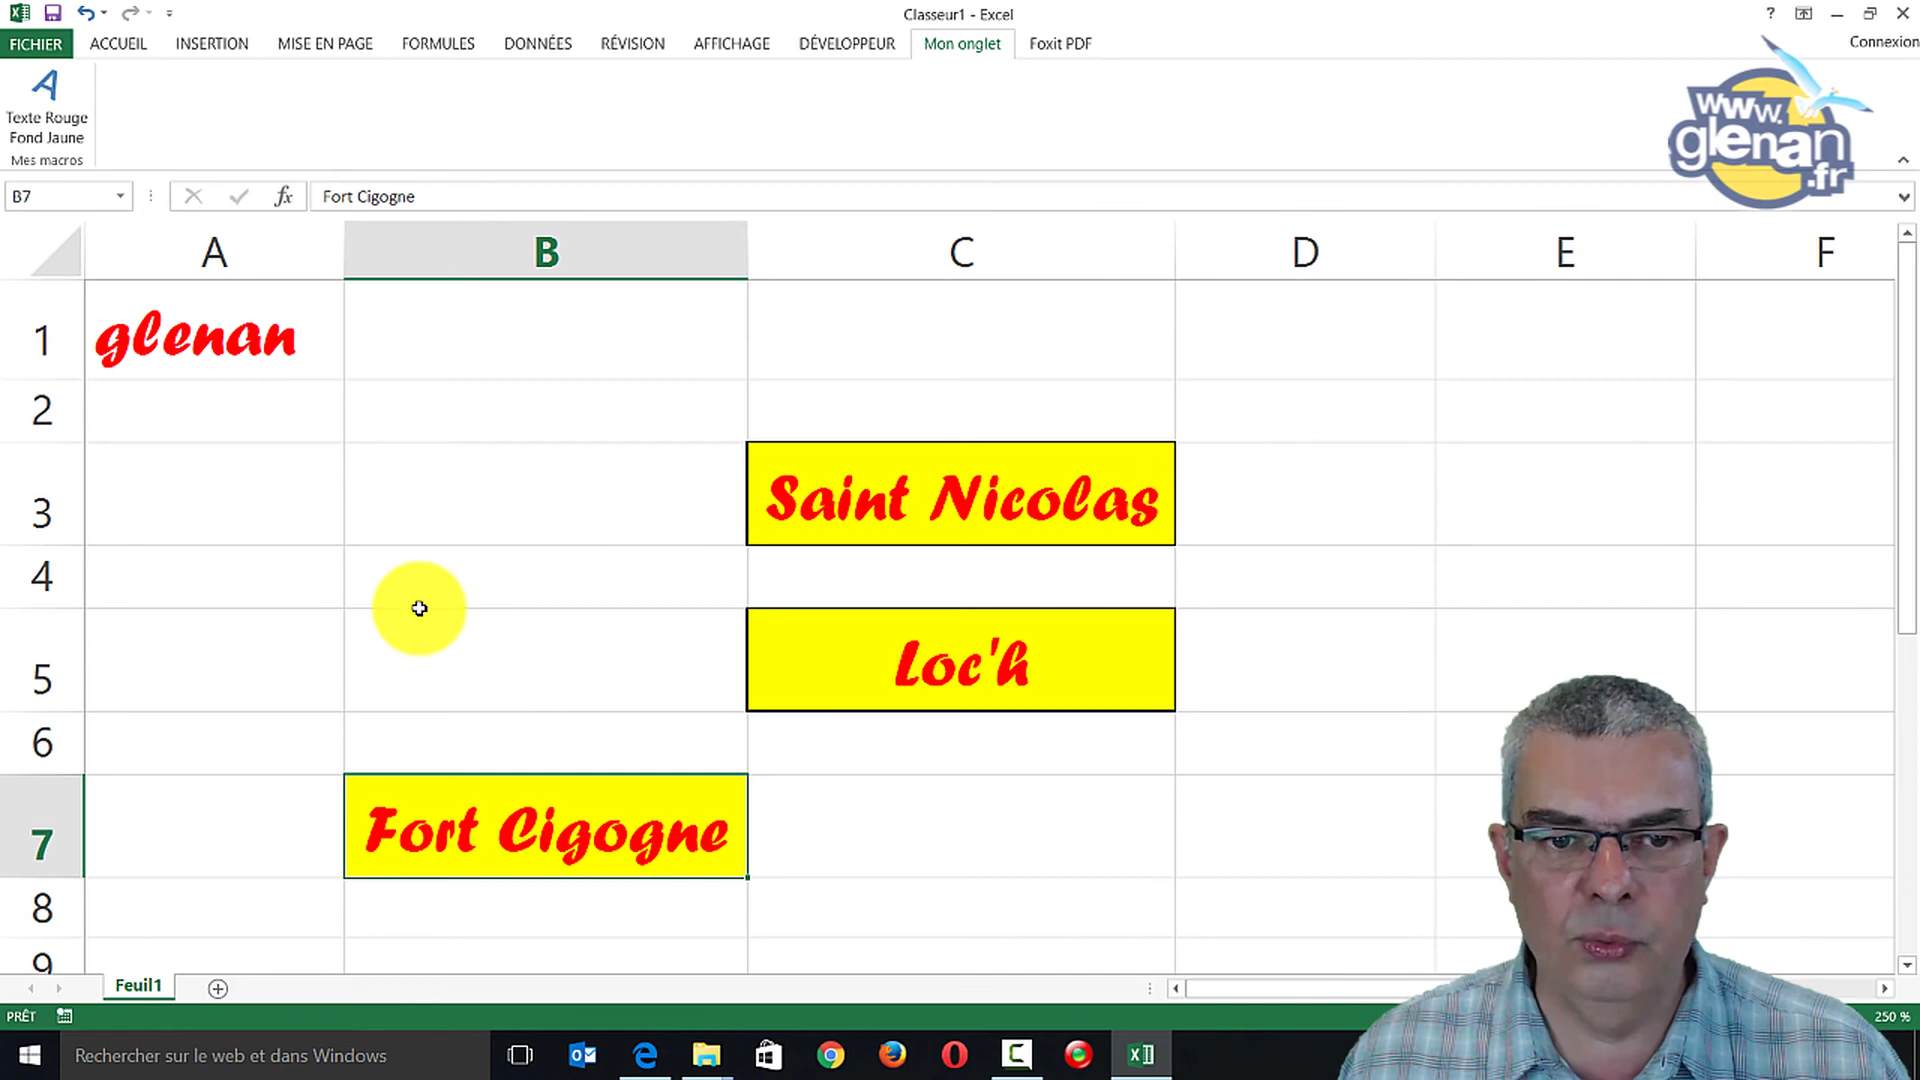 Classeur1 - Excel
?
Connexion
FICHIER ACCUEIL INSERTION MISE EN PAGE FORMULES DONNÉES RÉVISION AFFICHAGE DÉVELOPPEUR Mon onglet Foxit PDF
A
Texte Rouge
Fond Jaune
Mes macros
www.
glenan
.fr
B7 fx Fort Cigogne
A B C D E F
1 glenan
2
3 Saint Nicolas
4
5 Loc'h
6
7 Fort Cigogne
8
9
Feuil1
PRÊT 250 %
Rechercher sur le web et dans Windows